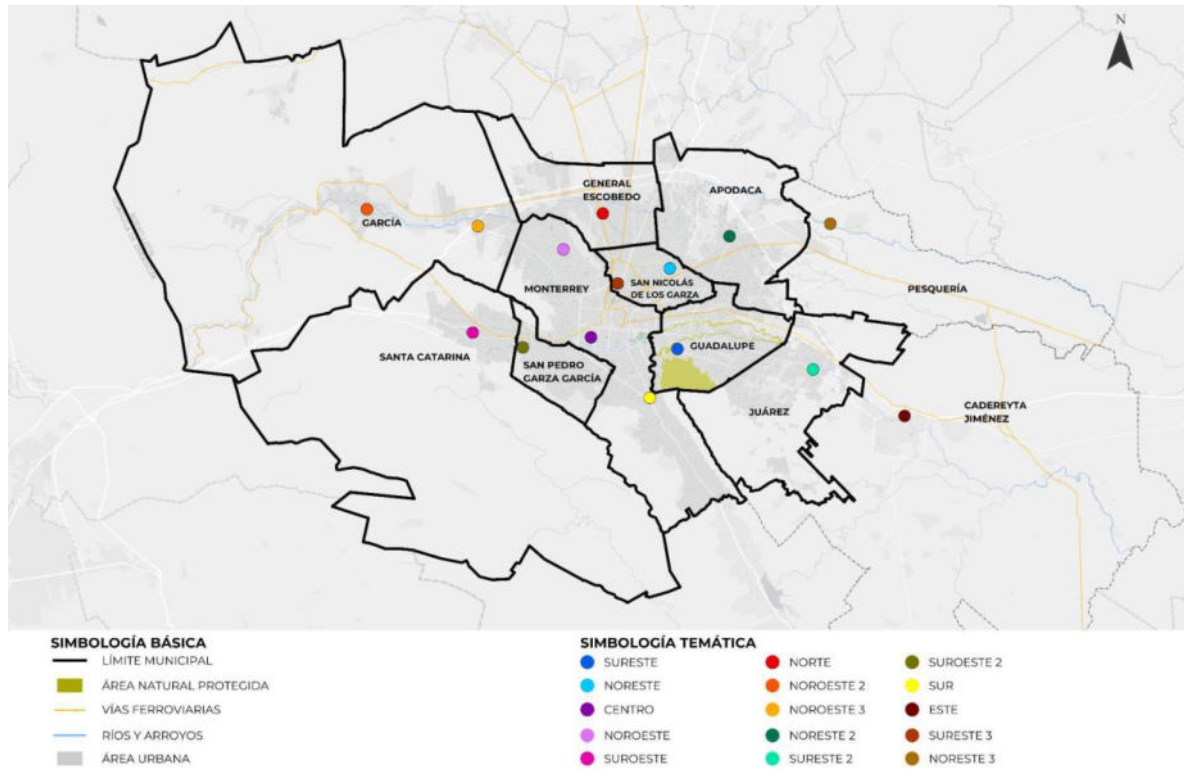 N
GENERAL
ESCOBEDO
APODACA
GARCÍA
SAN NICOLÁS
DE LOS GARZA
MONTERREY
PESQUERÍA
GUADALUPE
SANTA CATARINA
SAN PEDRO
GARZA GARCÍA
JUÁREZ
CADEREYTA
JIMÉNEZ
SIMBOLOGÍA BÁSICA
LÍMITE MUNICIPAL
ÁREA NATURAL PROTEGIDA
VÍAS FERROVIARIAS
RÍOS Y ARROYOS
ÁREA URBANA
SIMBOLOGÍA TEMÁTICA
SURESTE
NORESTE
CENTRO
NOROESTE
SUROESTE
NORTE
NOROESTE 2
NOROESTE 3
NORESTE 2
SURESTE 2
SUROESTE 2
SUR
ESTE
SURESTE 3
NORESTE 3